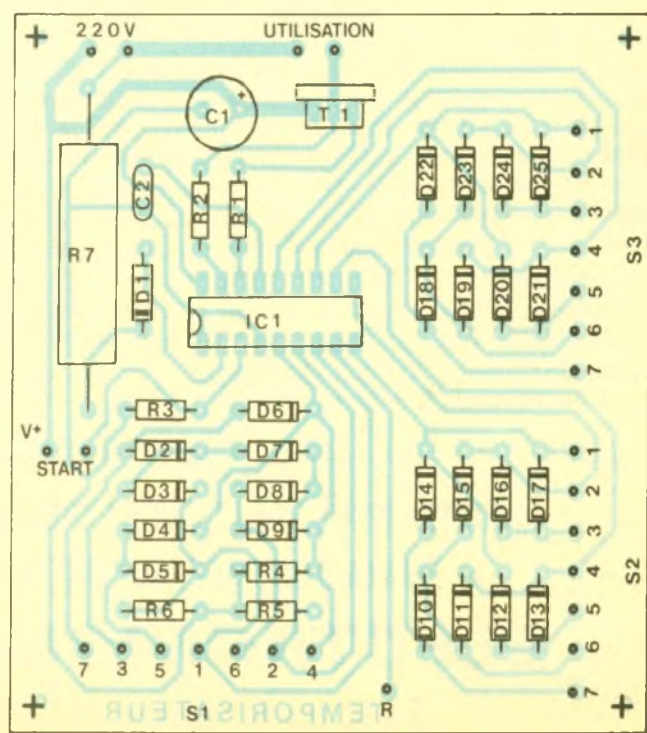 220V UTILISATION
C1 + T1
C2
R2 R1
R7
D1
IC1
D22 D23 D24 D25
D18 D19 D20 D21
1
2
3
4
5
6
7
S3
V+
START
R3 D6
D2 D7
D3 D8
D4 D9
D5 R4
R6 R5
D14 D15 D16 D17
D10 D11 D12 D13
1
2
3
4
5
6
7
S2
7 3 5 1 6 2 4
S1
R
TEMPORISATEUR